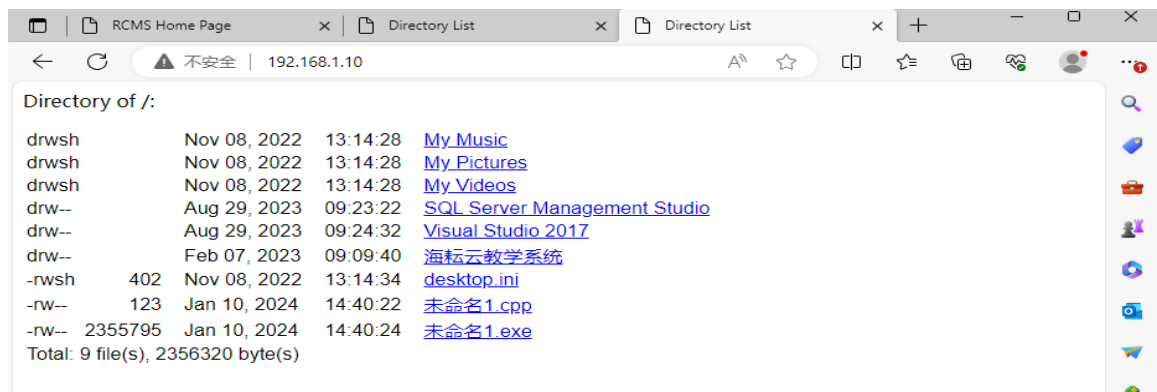 RCMS Home Page Directory List Directory List
不安全 192.168.1.10
Directory of /:
drwsh Nov 08, 2022 13:14:28 My Music
drwsh Nov 08, 2022 13:14:28 My Pictures
drwsh Nov 08, 2022 13:14:28 My Videos
drw-- Aug 29, 2023 09:23:22 SQL Server Management Studio
drw-- Aug 29, 2023 09:24:32 Visual Studio 2017
drw-- Feb 07, 2023 09:09:40 海耘云教学系统
-rwsh 402 Nov 08, 2022 13:14:34 desktop.ini
-rw-- 123 Jan 10, 2024 14:40:22 未命名1.cpp
-rw-- 2355795 Jan 10, 2024 14:40:24 未命名1.exe
Total: 9 file(s), 2356320 byte(s)